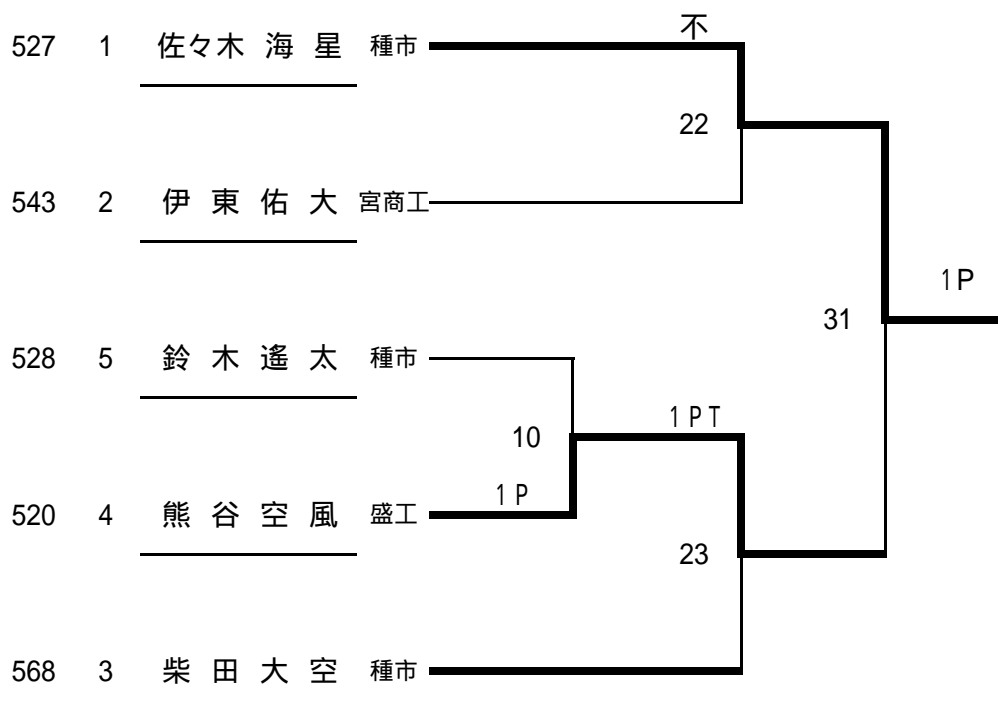 不
527 1 佐々木 海 星 種市
22
543 2 伊 東 佑 大 宮商工
1P
31
528 5 鈴 木 遙 太 種市
1PT
10
1P
520 4 熊 谷 空 風 盛工
23
568 3 柴 田 大 空 種市